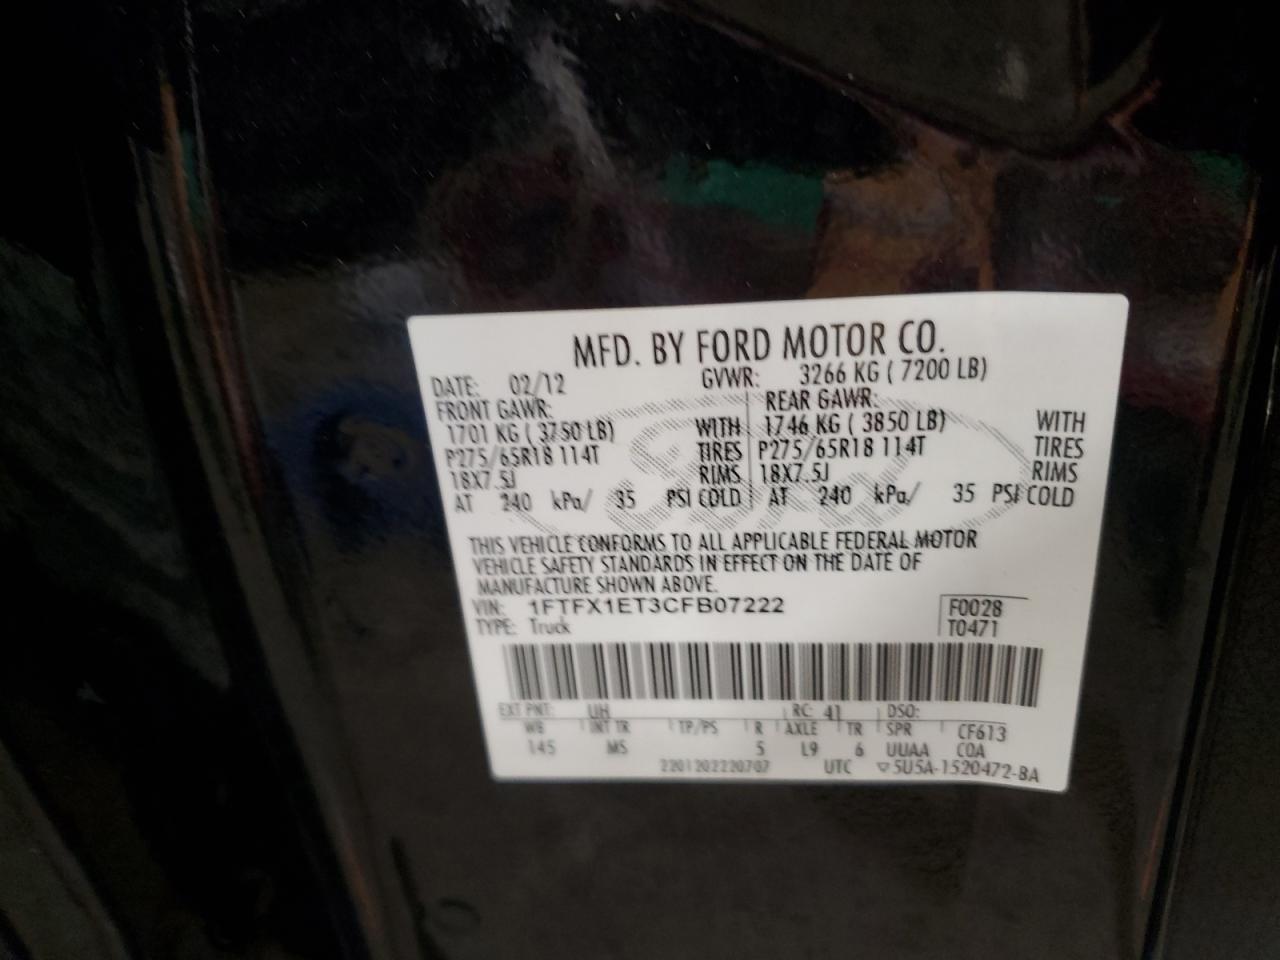 MFD. BY FORD MOTOR CO.
DATE: 02/12 GVWR: 3266 KG ( 7200 LB)
FRONT GAWR: REAR GAWR:
1701 KG ( 3750 LB) WITH 1746 KG ( 3850 LB) WITH
P275/65R18 114T TIRES P275/65R18 114T TIRES
18X7.5J RIMS 18X7.5J RIMS
AT 240 kPa/ 35 PSI COLD AT 240 kPa/ 35 PSI COLD
THIS VEHICLE CONFORMS TO ALL APPLICABLE FEDERAL MOTOR
VEHICLE SAFETY STANDARDS IN EFFECT ON THE DATE OF
MANUFACTURE SHOWN ABOVE.
VIN: 1FTFX1ET3CFB07222 F0028
TYPE: Truck T0471
EXT PNT: UH RC: 41 DSO:
WB INT TR TP/PS R AXLE TR SPR CF613
145 MS 5 L9 6 UUAA COA
2201202220707 UTC ▽5U5A-1520472-BA